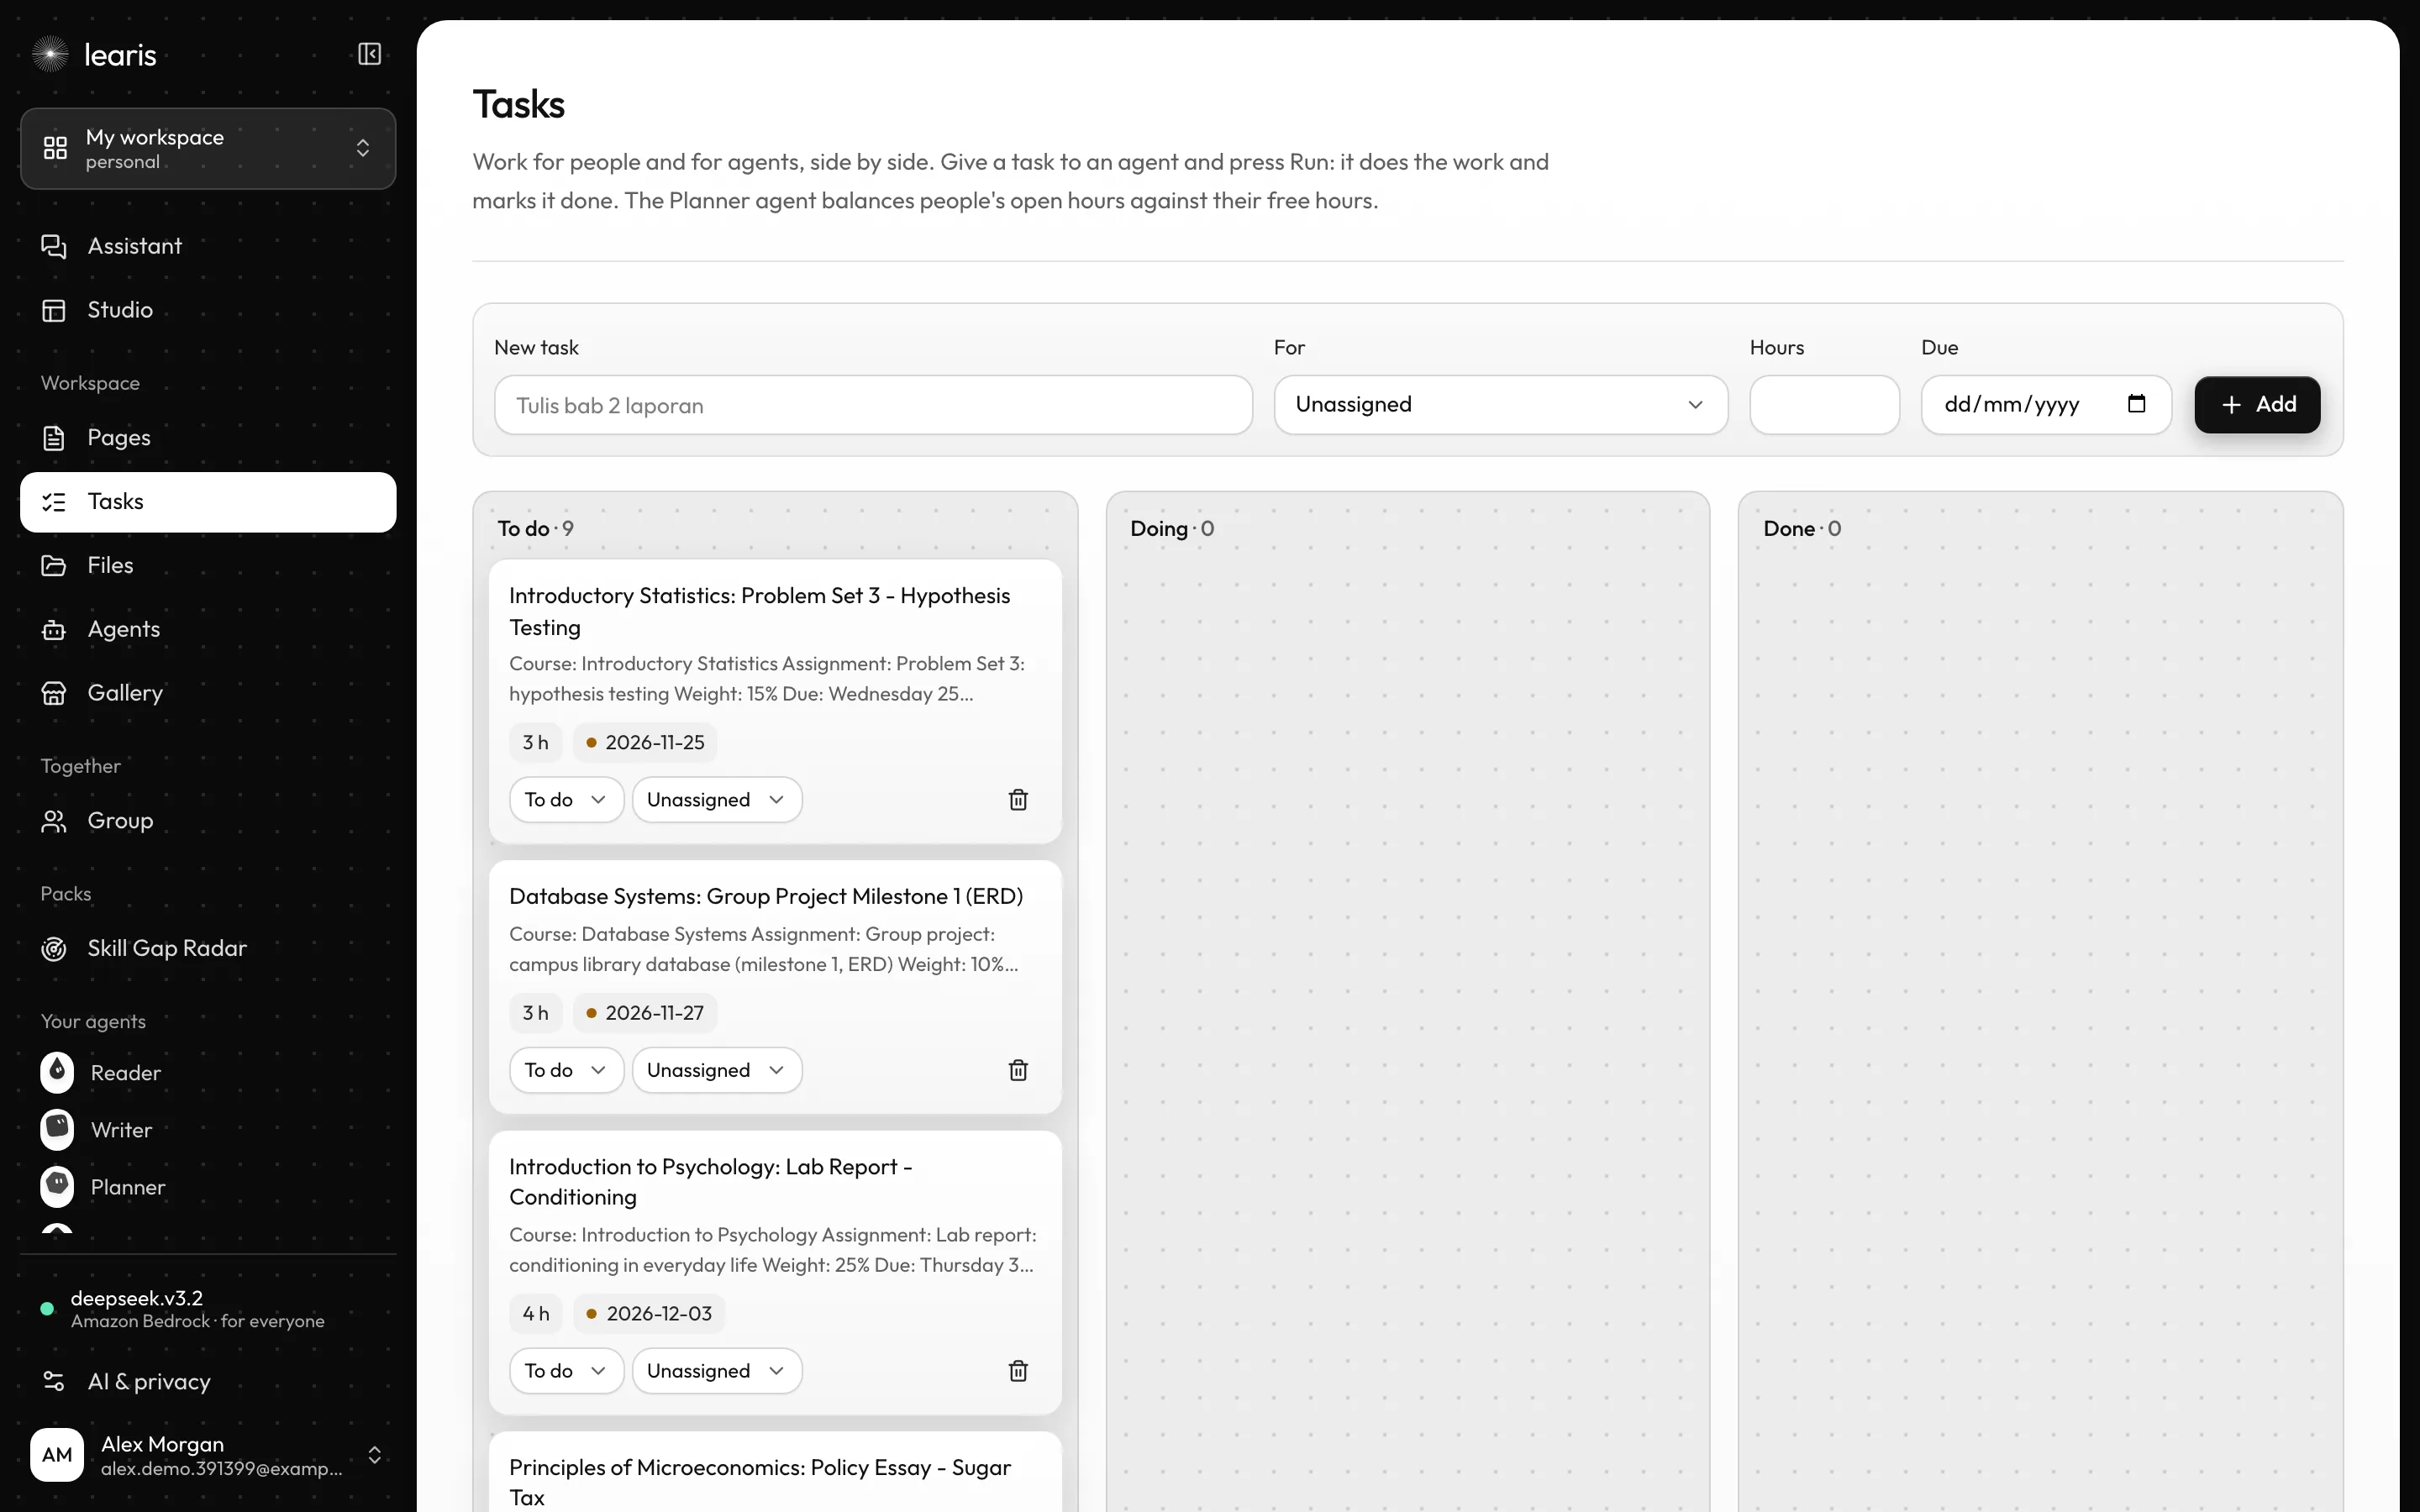 learis
My workspace
personal
Assistant
Studio
Workspace
Pages
Tasks
Files
Agents
Gallery
Together
Group
Packs
Skill Gap Radar
Your agents
Reader
Writer
Planner
deepseek.v3.2
Amazon Bedrock · for everyone
AI & privacy
AM
Alex Morgan
alex.demo.391399@examp...
Tasks
Work for people and for agents, side by side. Give a task to an agent and press Run: it does the work and
marks it done. The Planner agent balances people's open hours against their free hours.
New task
For
Hours
Due
Tulis bab 2 laporan
Unassigned
dd/mm/yyyy
+ Add
To do · 9
Introductory Statistics: Problem Set 3 - Hypothesis
Testing
Course: Introductory Statistics Assignment: Problem Set 3:
hypothesis testing Weight: 15% Due: Wednesday 25...
3 h
2026-11-25
To do
Unassigned
Database Systems: Group Project Milestone 1 (ERD)
Course: Database Systems Assignment: Group project:
campus library database (milestone 1, ERD) Weight: 10%...
3 h
2026-11-27
To do
Unassigned
Introduction to Psychology: Lab Report -
Conditioning
Course: Introduction to Psychology Assignment: Lab report:
conditioning in everyday life Weight: 25% Due: Thursday 3...
4 h
2026-12-03
To do
Unassigned
Principles of Microeconomics: Policy Essay - Sugar
Tax
Doing · 0
Done · 0